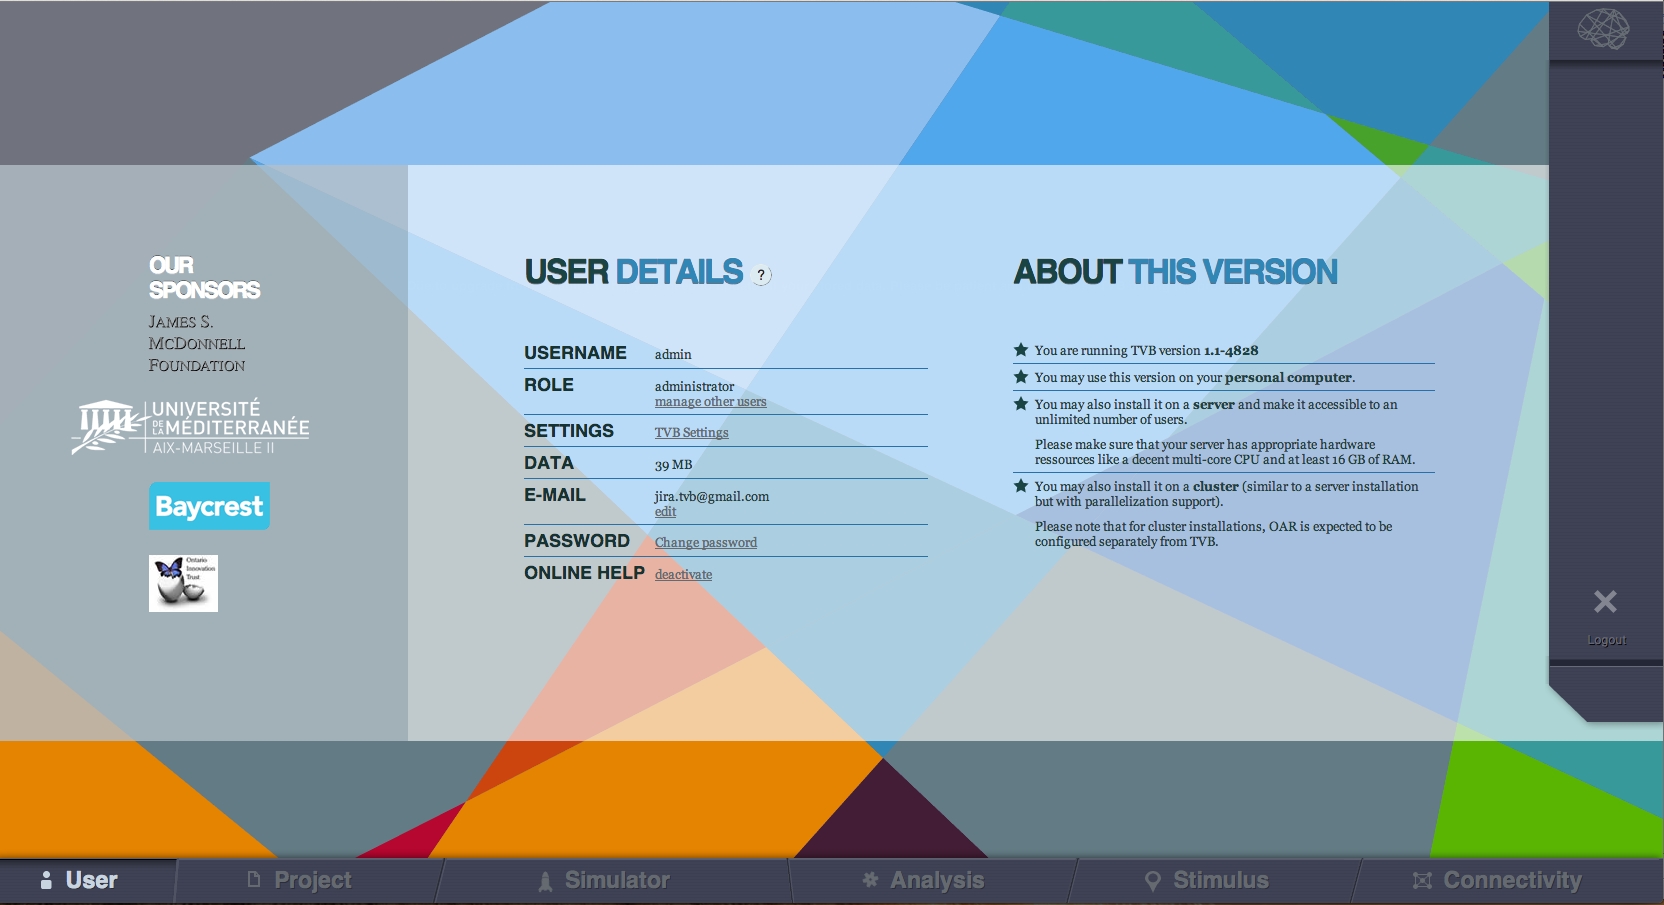 OUR
SPONSORS
JAMES S.
MCDONNELL
FOUNDATION
UNIVERSITÉ
DE LA MÉDITERRANÉE
AIX-MARSEILLE II
Baycrest
Ontario
Innovation
Trust
USER DETAILS ?
USERNAME admin
ROLE administrator
manage other users
SETTINGS TVB Settings
DATA 39 MB
E-MAIL jira.tvb@gmail.com
edit
PASSWORD Change password
ONLINE HELP deactivate
ABOUT THIS VERSION
You are running TVB version 1.1-4828
You may use this version on your personal computer.
You may also install it on a server and make it accessible to an
unlimited number of users.
Please make sure that your server has appropriate hardware
ressources like a decent multi-core CPU and at least 16 GB of RAM.
You may also install it on a cluster (similar to a server installation
but with parallelization support).
Please note that for cluster installations, OAR is expected to be
configured separately from TVB.
Logout
User Project Simulator Analysis Stimulus Connectivity